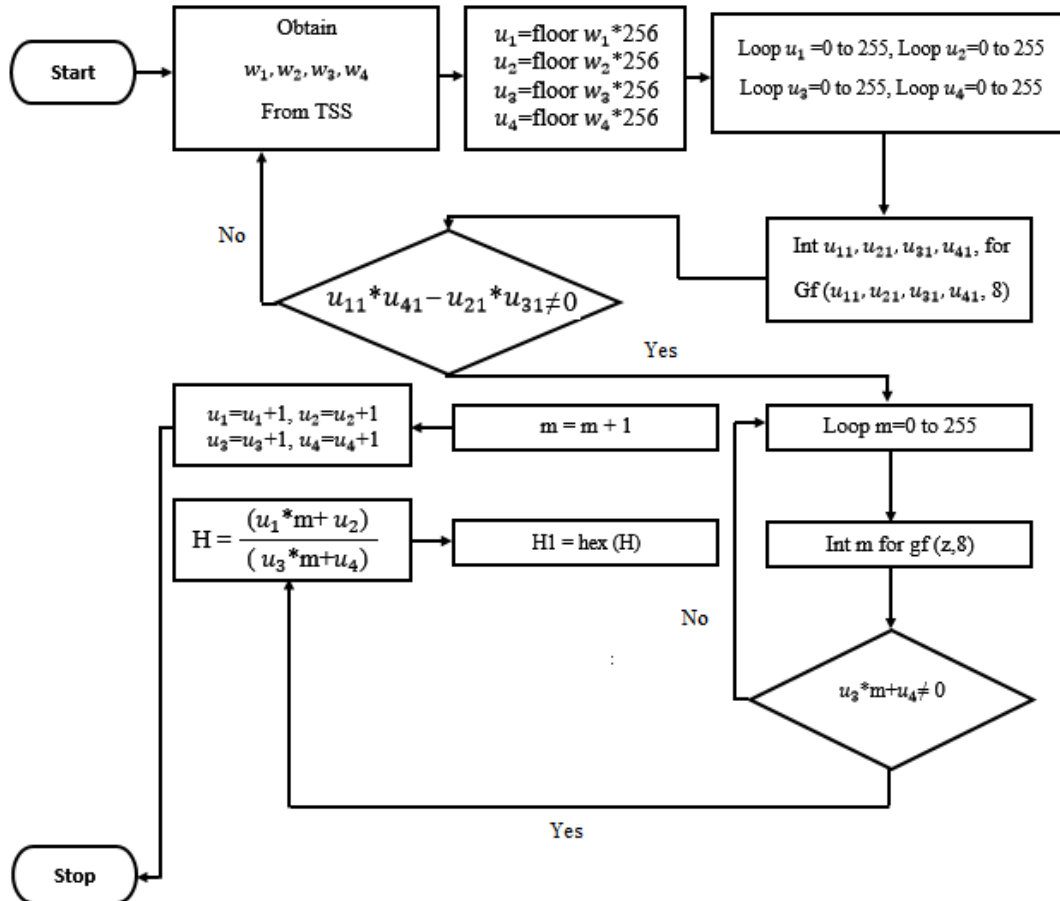 Start
Obtain
w₁, w₂, w₃, w₄
From TSS
u₁=floor w₁*256
u₂=floor w₂*256
u₃=floor w₃*256
u₄=floor w₄*256
Loop u₁ =0 to 255, Loop u₂=0 to 255
Loop u₃=0 to 255, Loop u₄=0 to 255
Int u₁₁, u₂₁, u₃₁, u₄₁, for
Gf (u₁₁, u₂₁, u₃₁, u₄₁, 8)
No
u₁₁*u₄₁− u₂₁*u₃₁≠0
Yes
u₁=u₁+1, u₂=u₂+1
u₃=u₃+1, u₄=u₄+1
m = m + 1
Loop m=0 to 255
H = (u₁*m+ u₂)
( u₃*m+u₄)
H1 = hex (H)
Int m for gf (z,8)
No
:
u₃*m+u₄≠ 0
Yes
Stop